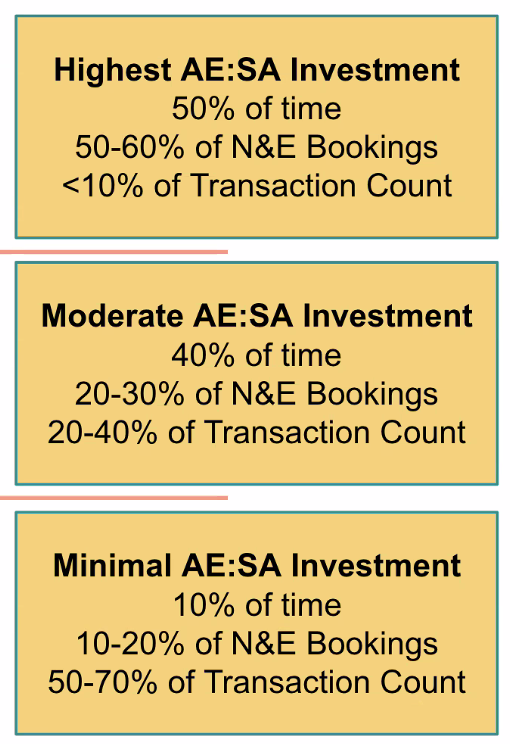 Highest AE:SA Investment
50% of time
50-60% of N&E Bookings
<10% of Transaction Count
Moderate AE:SA Investment
40% of time
20-30% of N&E Bookings
20-40% of Transaction Count
Minimal AE:SA Investment
10% of time
10-20% of N&E Bookings
50-70% of Transaction Count